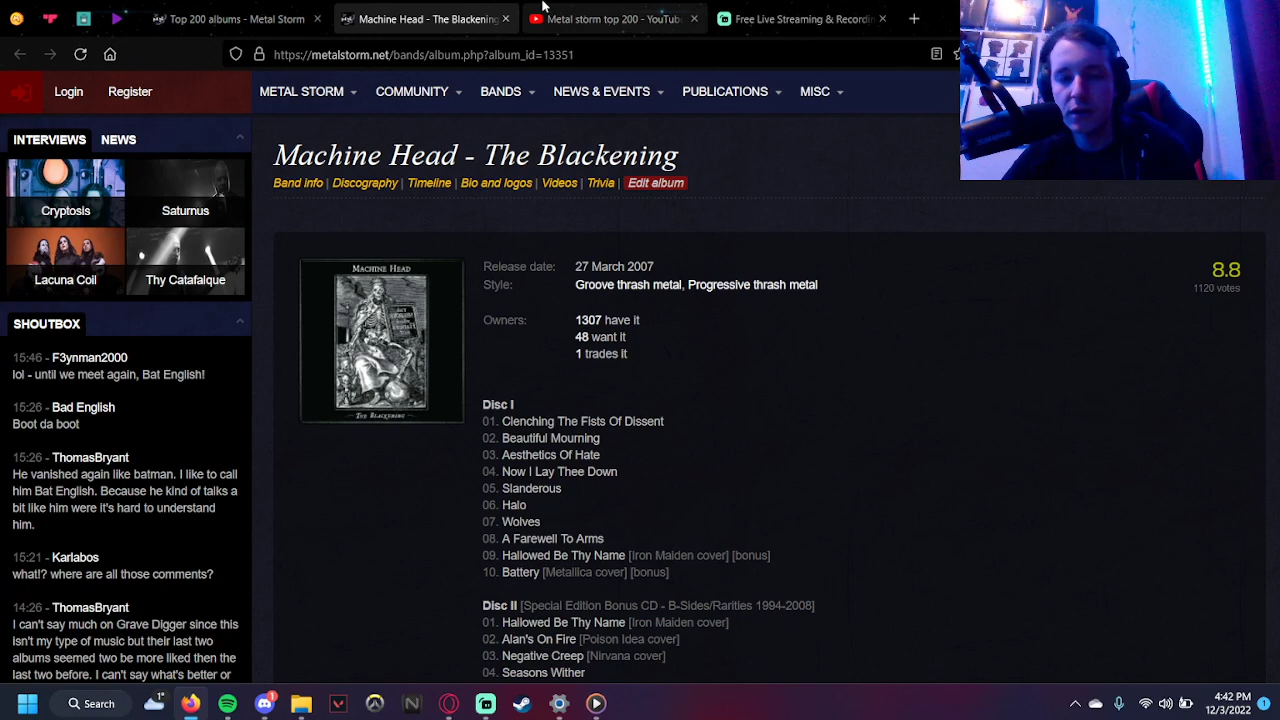 Top 200 albums - Metal Storm
Machine Head - The Blackening
Metal storm top 200 - YouTube
Free Live Streaming & Recordin
https://metalstorm.net/bands/album.php?album_id=13351
Login
Register
METAL STORM
COMMUNITY
BANDS
NEWS & EVENTS
PUBLICATIONS
MISC
INTERVIEWS
NEWS
Cryptosis
Saturnus
Lacuna Coil
Thy Catafalque
SHOUTBOX
15:46 - F3ynman2000
lol - until we meet again, Bat English!
15:26 - Bad English
Boot da boot
15:26 - ThomasBryant
He vanished again like batman. I like to call
him Bat English. Because he kind of talks a
bit like him were it's hard to understand
him.
15:21 - Karlabos
what!? where are all those comments?
14:26 - ThomasBryant
I can't say much on Grave Digger since this
isn't my type of music but their last two
albums seemed two be more liked then the
last two before. I can't say what's better or
Machine Head - The Blackening
Band info | Discography | Timeline | Bio and logos | Videos | Trivia | Edit album
MACHINE HEAD
The Blackening
Release date: 27 March 2007
Style: Groove thrash metal, Progressive thrash metal
Owners: 1307 have it
48 want it
1 trades it
8.8
1120 votes
Disc I
01. Clenching The Fists Of Dissent
02. Beautiful Mourning
03. Aesthetics Of Hate
04. Now I Lay Thee Down
05. Slanderous
06. Halo
07. Wolves
08. A Farewell To Arms
09. Hallowed Be Thy Name [Iron Maiden cover] [bonus]
10. Battery [Metallica cover] [bonus]
Disc II [Special Edition Bonus CD - B-Sides/Rarities 1994-2008]
01. Hallowed Be Thy Name [Iron Maiden cover]
02. Alan's On Fire [Poison Idea cover]
03. Negative Creep [Nirvana cover]
04. Seasons Wither
Search
1
4:42 PM
12/3/2022